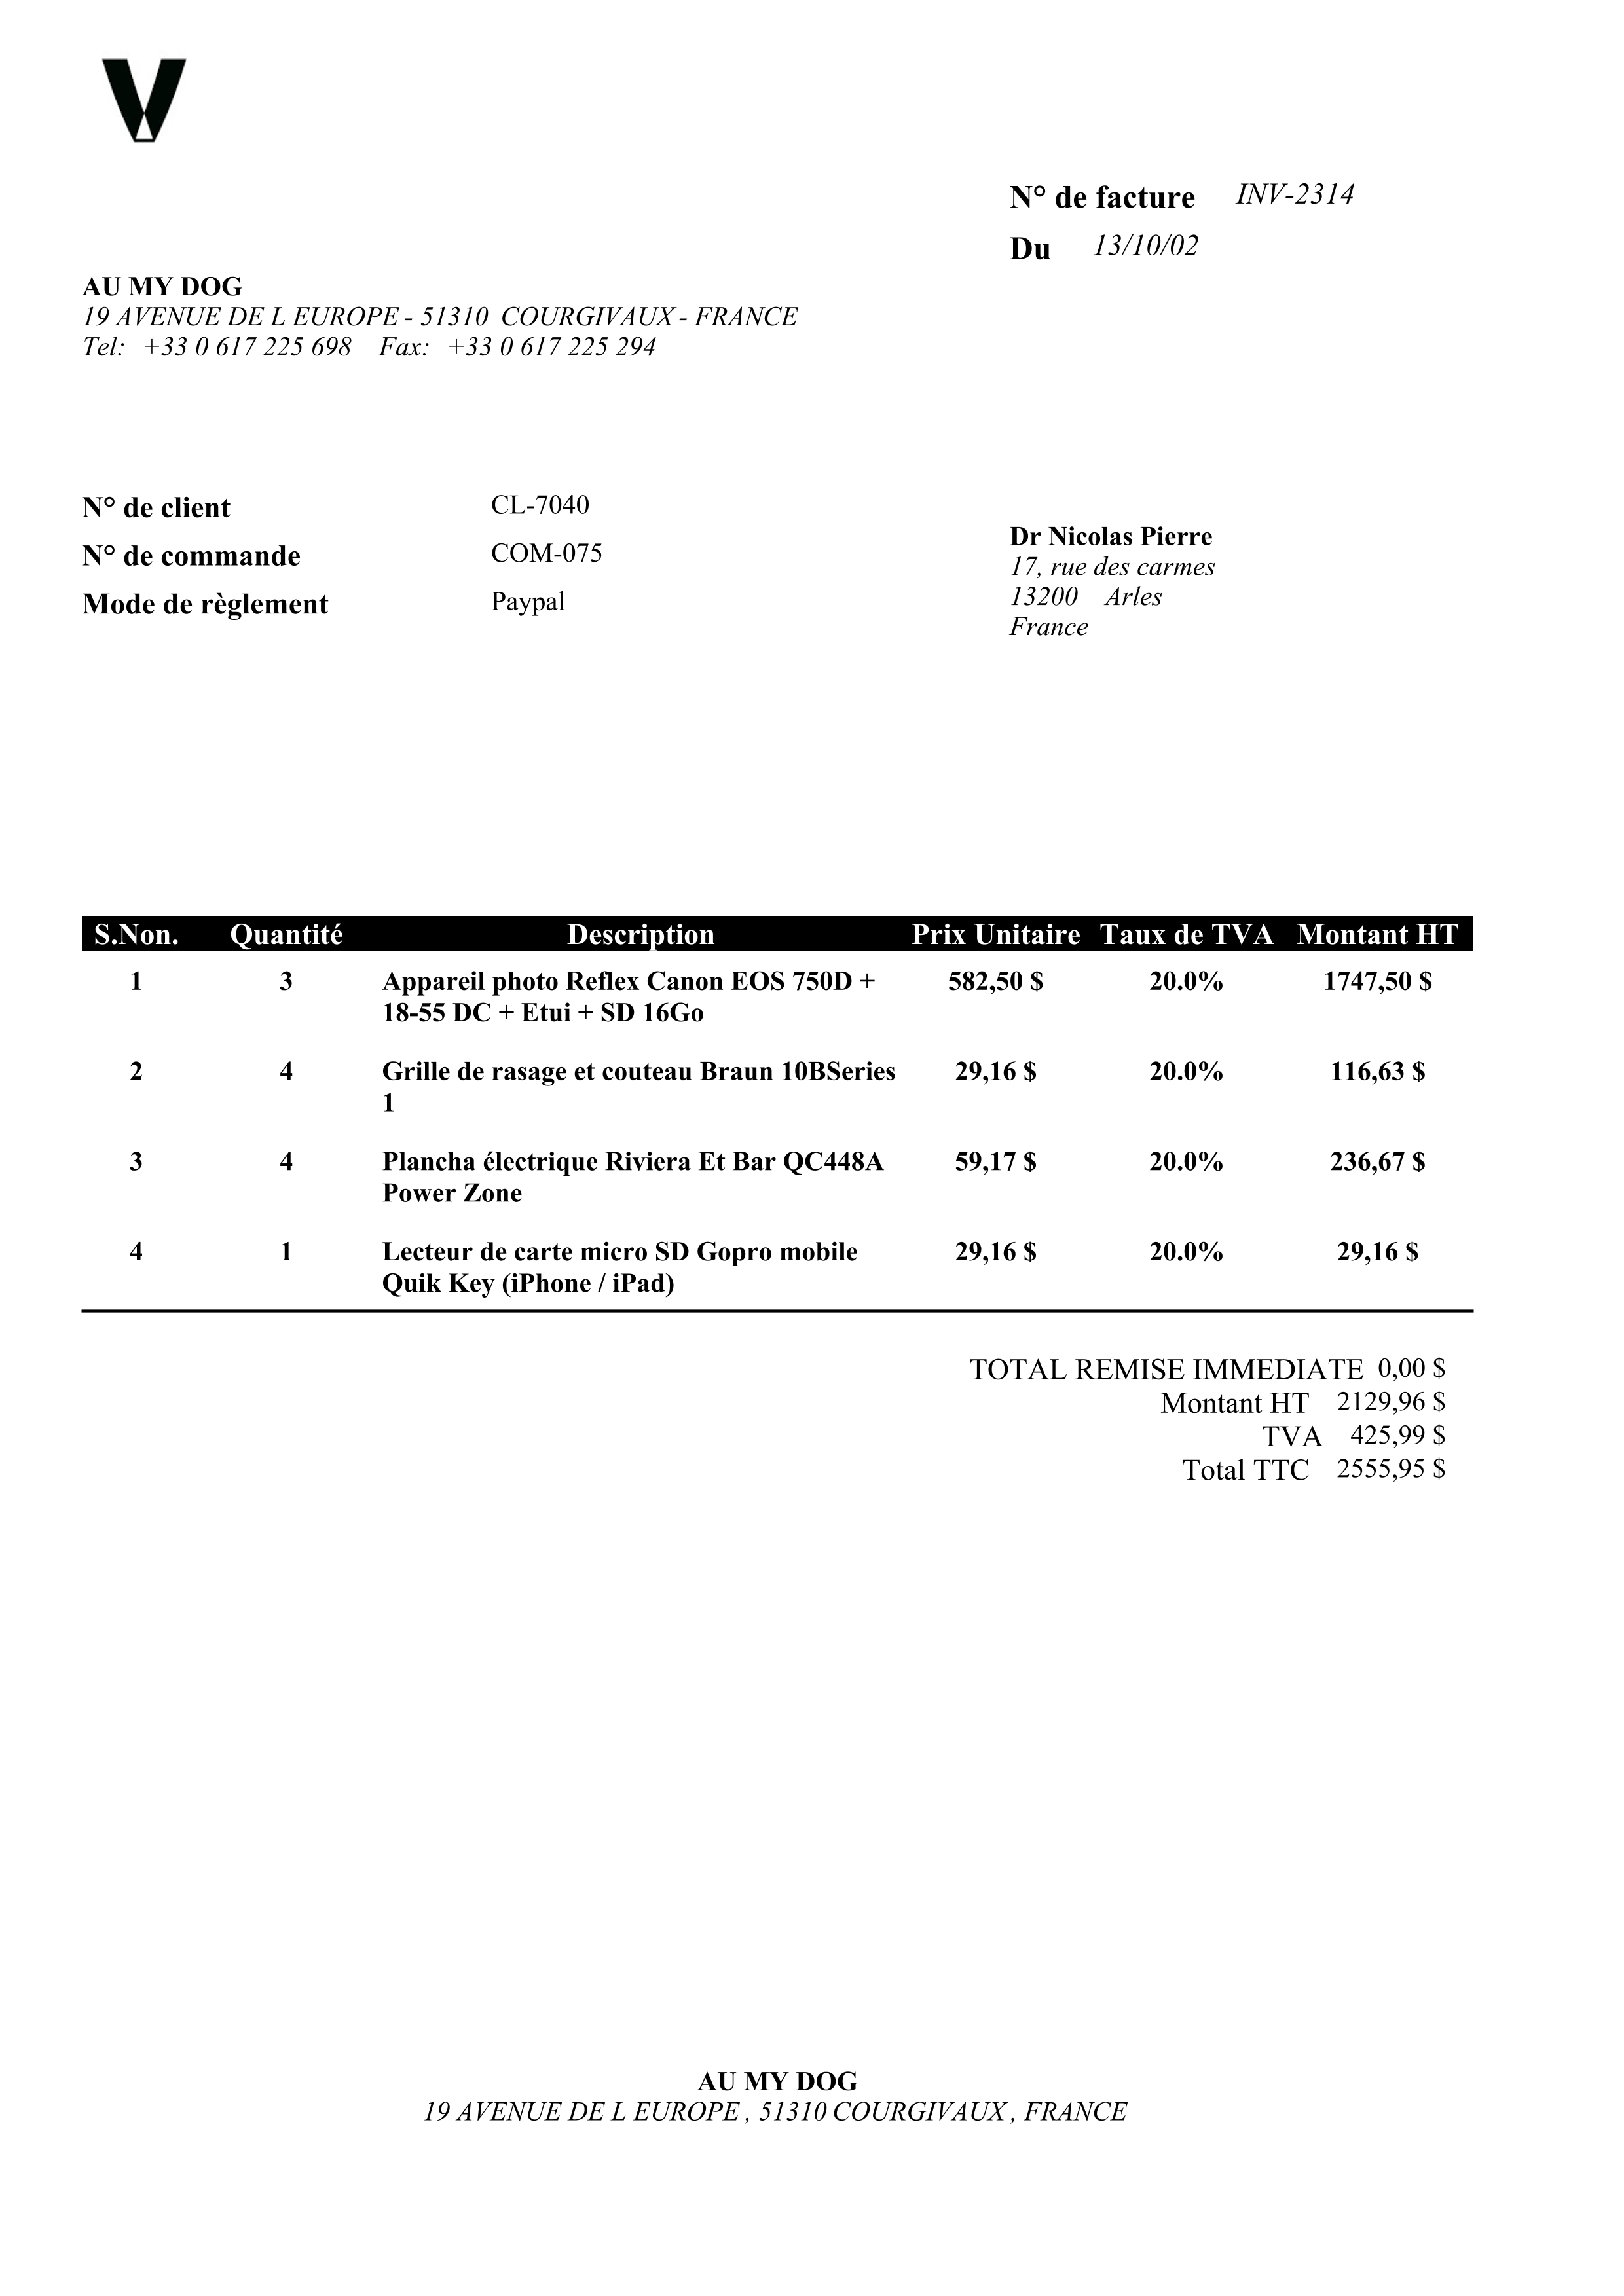 V
N° de facture INV-2314
Du 13/10/02
AU MY DOG
19 AVENUE DE L EUROPE - 51310 COURGIVAUX - FRANCE
Tel: +33 0 617 225 698 Fax: +33 0 617 225 294
N° de client CL-7040
N° de commande COM-075
Mode de règlement Paypal
Dr Nicolas Pierre
17, rue des carmes
13200 Arles
France
S.Non. Quantité Description Prix Unitaire Taux de TVA Montant HT
1 3 Appareil photo Reflex Canon EOS 750D + 582,50 $ 20.0% 1747,50 $
18-55 DC + Etui + SD 16Go
2 4 Grille de rasage et couteau Braun 10BSeries 29,16 $ 20.0% 116,63 $
1
3 4 Plancha électrique Riviera Et Bar QC448A 59,17 $ 20.0% 236,67 $
Power Zone
4 1 Lecteur de carte micro SD Gopro mobile 29,16 $ 20.0% 29,16 $
Quik Key (iPhone / iPad)
TOTAL REMISE IMMEDIATE 0,00 $
Montant HT 2129,96 $
TVA 425,99 $
Total TTC 2555,95 $
AU MY DOG
19 AVENUE DE L EUROPE , 51310 COURGIVAUX , FRANCE